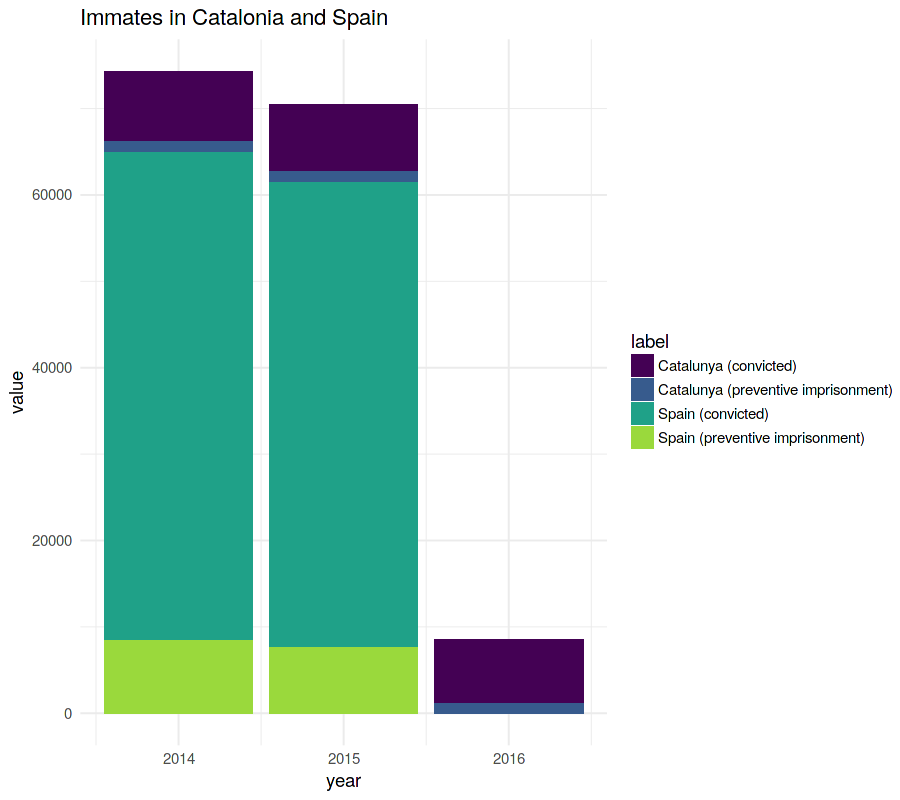 Immates in Catalonia and Spain
value
60000
40000
20000
0
2014 2015 2016
year
label
Catalunya (convicted)
Catalunya (preventive imprisonment)
Spain (convicted)
Spain (preventive imprisonment)